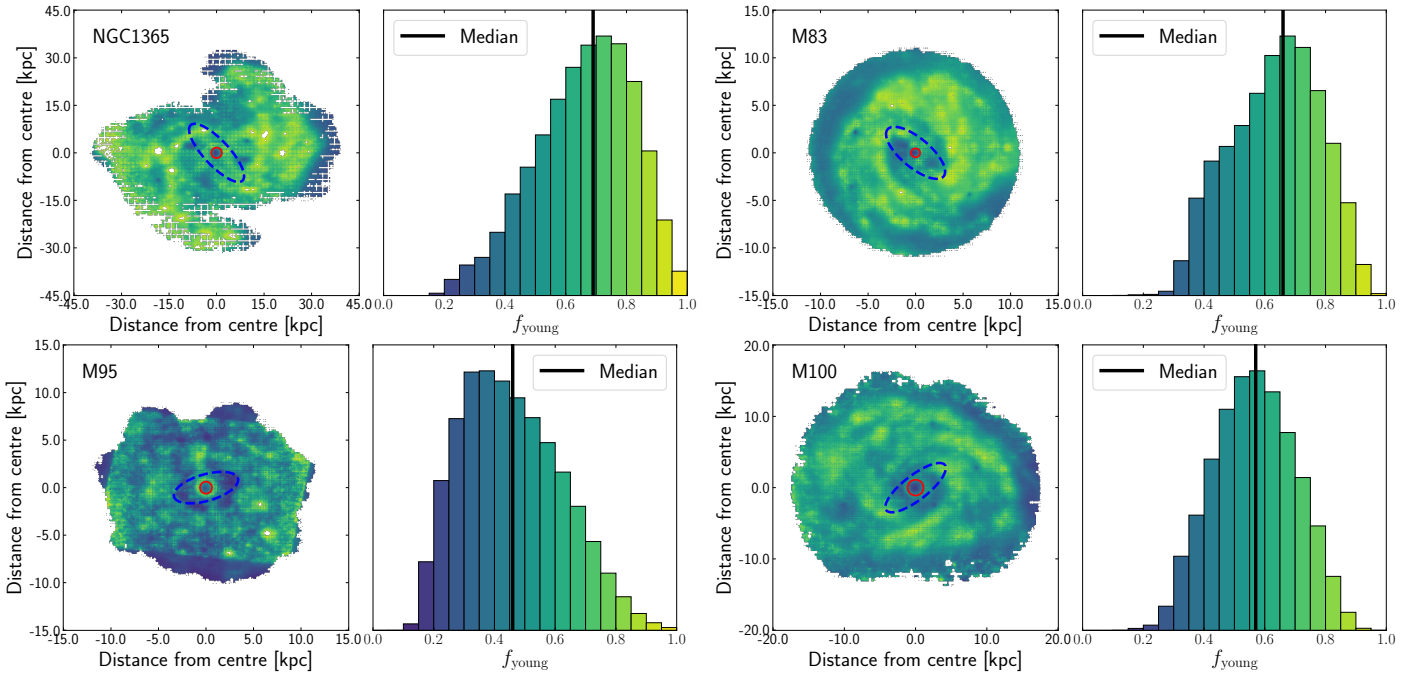 NGC1365
Distance from centre [kpc]
45.0
30.0
15.0
0.0
-15.0
-30.0
-45.0
45.0 -30.0 -15.0 0.0 15.0 30.0 45.0
Distance from centre [kpc]
Median
0.0 0.2 0.4 0.6 0.8 1.0
f_young
M83
Distance from centre [kpc]
15.0
10.0
5.0
0.0
-5.0
-10.0
-15.0
-15.0 -10.0 -5.0 0.0 5.0 10.0 15.0
Distance from centre [kpc]
Median
0.0 0.2 0.4 0.6 0.8 1.0
f_young
M95
Distance from centre [kpc]
15.0
10.0
5.0
0.0
-5.0
-10.0
-15.0
-15.0 -10.0 -5.0 0.0 5.0 10.0 15.0
Distance from centre [kpc]
Median
0.0 0.2 0.4 0.6 0.8 1.0
f_young
M100
Distance from centre [kpc]
20.0
10.0
0.0
-10.0
-20.0
-20.0 -10.0 0.0 10.0 20.0
Distance from centre [kpc]
Median
0.0 0.2 0.4 0.6 0.8 1.0
f_young